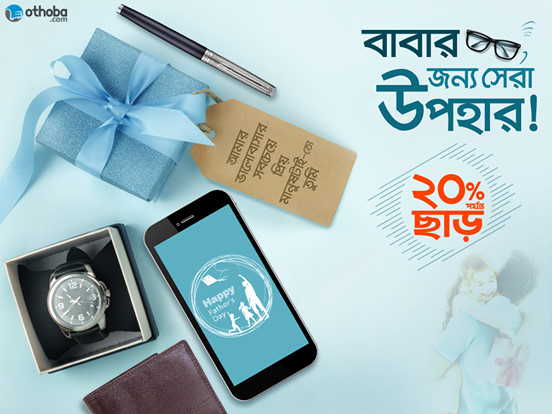 othoba
.com
বাবার
জন্য সেরা
উপহার!
আমার
ভালোবাসার
সবচেয়ে
প্রিয়
মানুষটাই-তো
তুমি
২০%
পর্যন্ত
ছাড়
Happy
Father's
Day